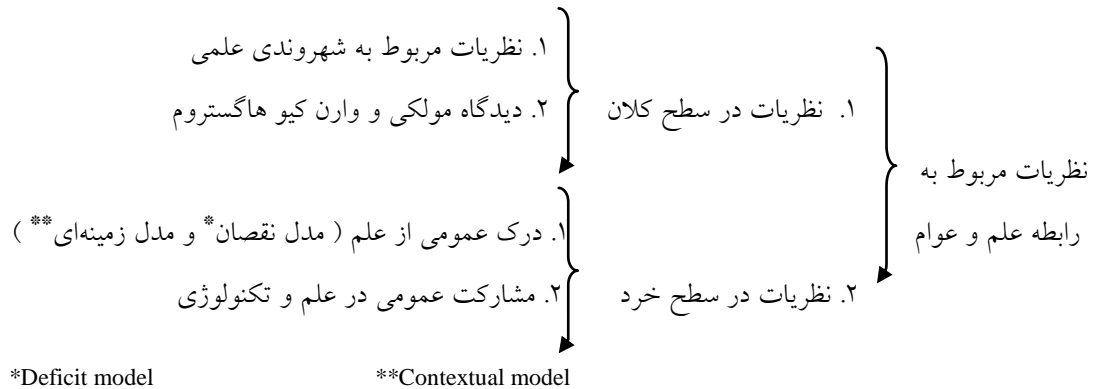 نظریات مربوط به
رابطه علم و عوام
۱. نظریات در سطح کلان
۱. نظریات مربوط به شهروندی علمی
۲. دیدگاه مولکی و وارن کیو هاگستروم
۲. نظریات در سطح خرد
۱. درک عمومی از علم ( مدل نقصان* و مدل زمینه‌ای** )
۲. مشارکت عمومی در علم و تکنولوژی
*Deficit model **Contextual model